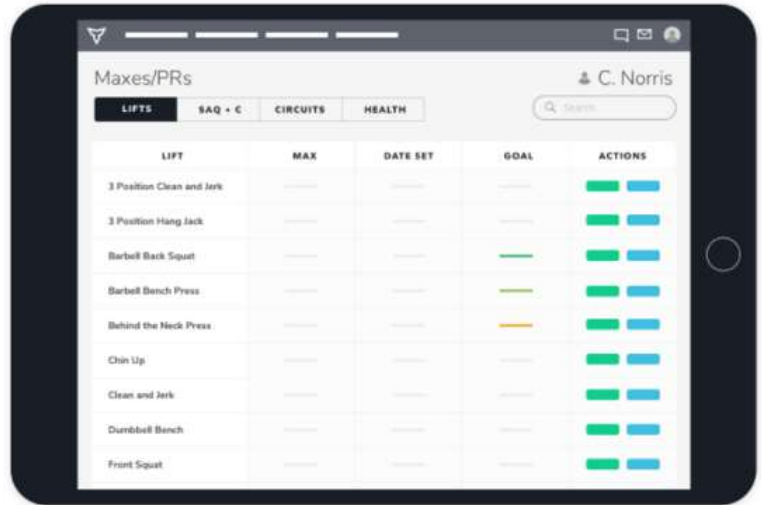 Maxes/PRs
C. Norris
LIFTS SAQ + C CIRCUITS HEALTH
Search
LIFT MAX DATE SET GOAL ACTIONS
3 Position Clean and Jerk
3 Position Hang Jack
Barbell Back Squat
Barbell Bench Press
Behind the Neck Press
Chin Up
Clean and Jerk
Dumbbell Bench
Front Squat